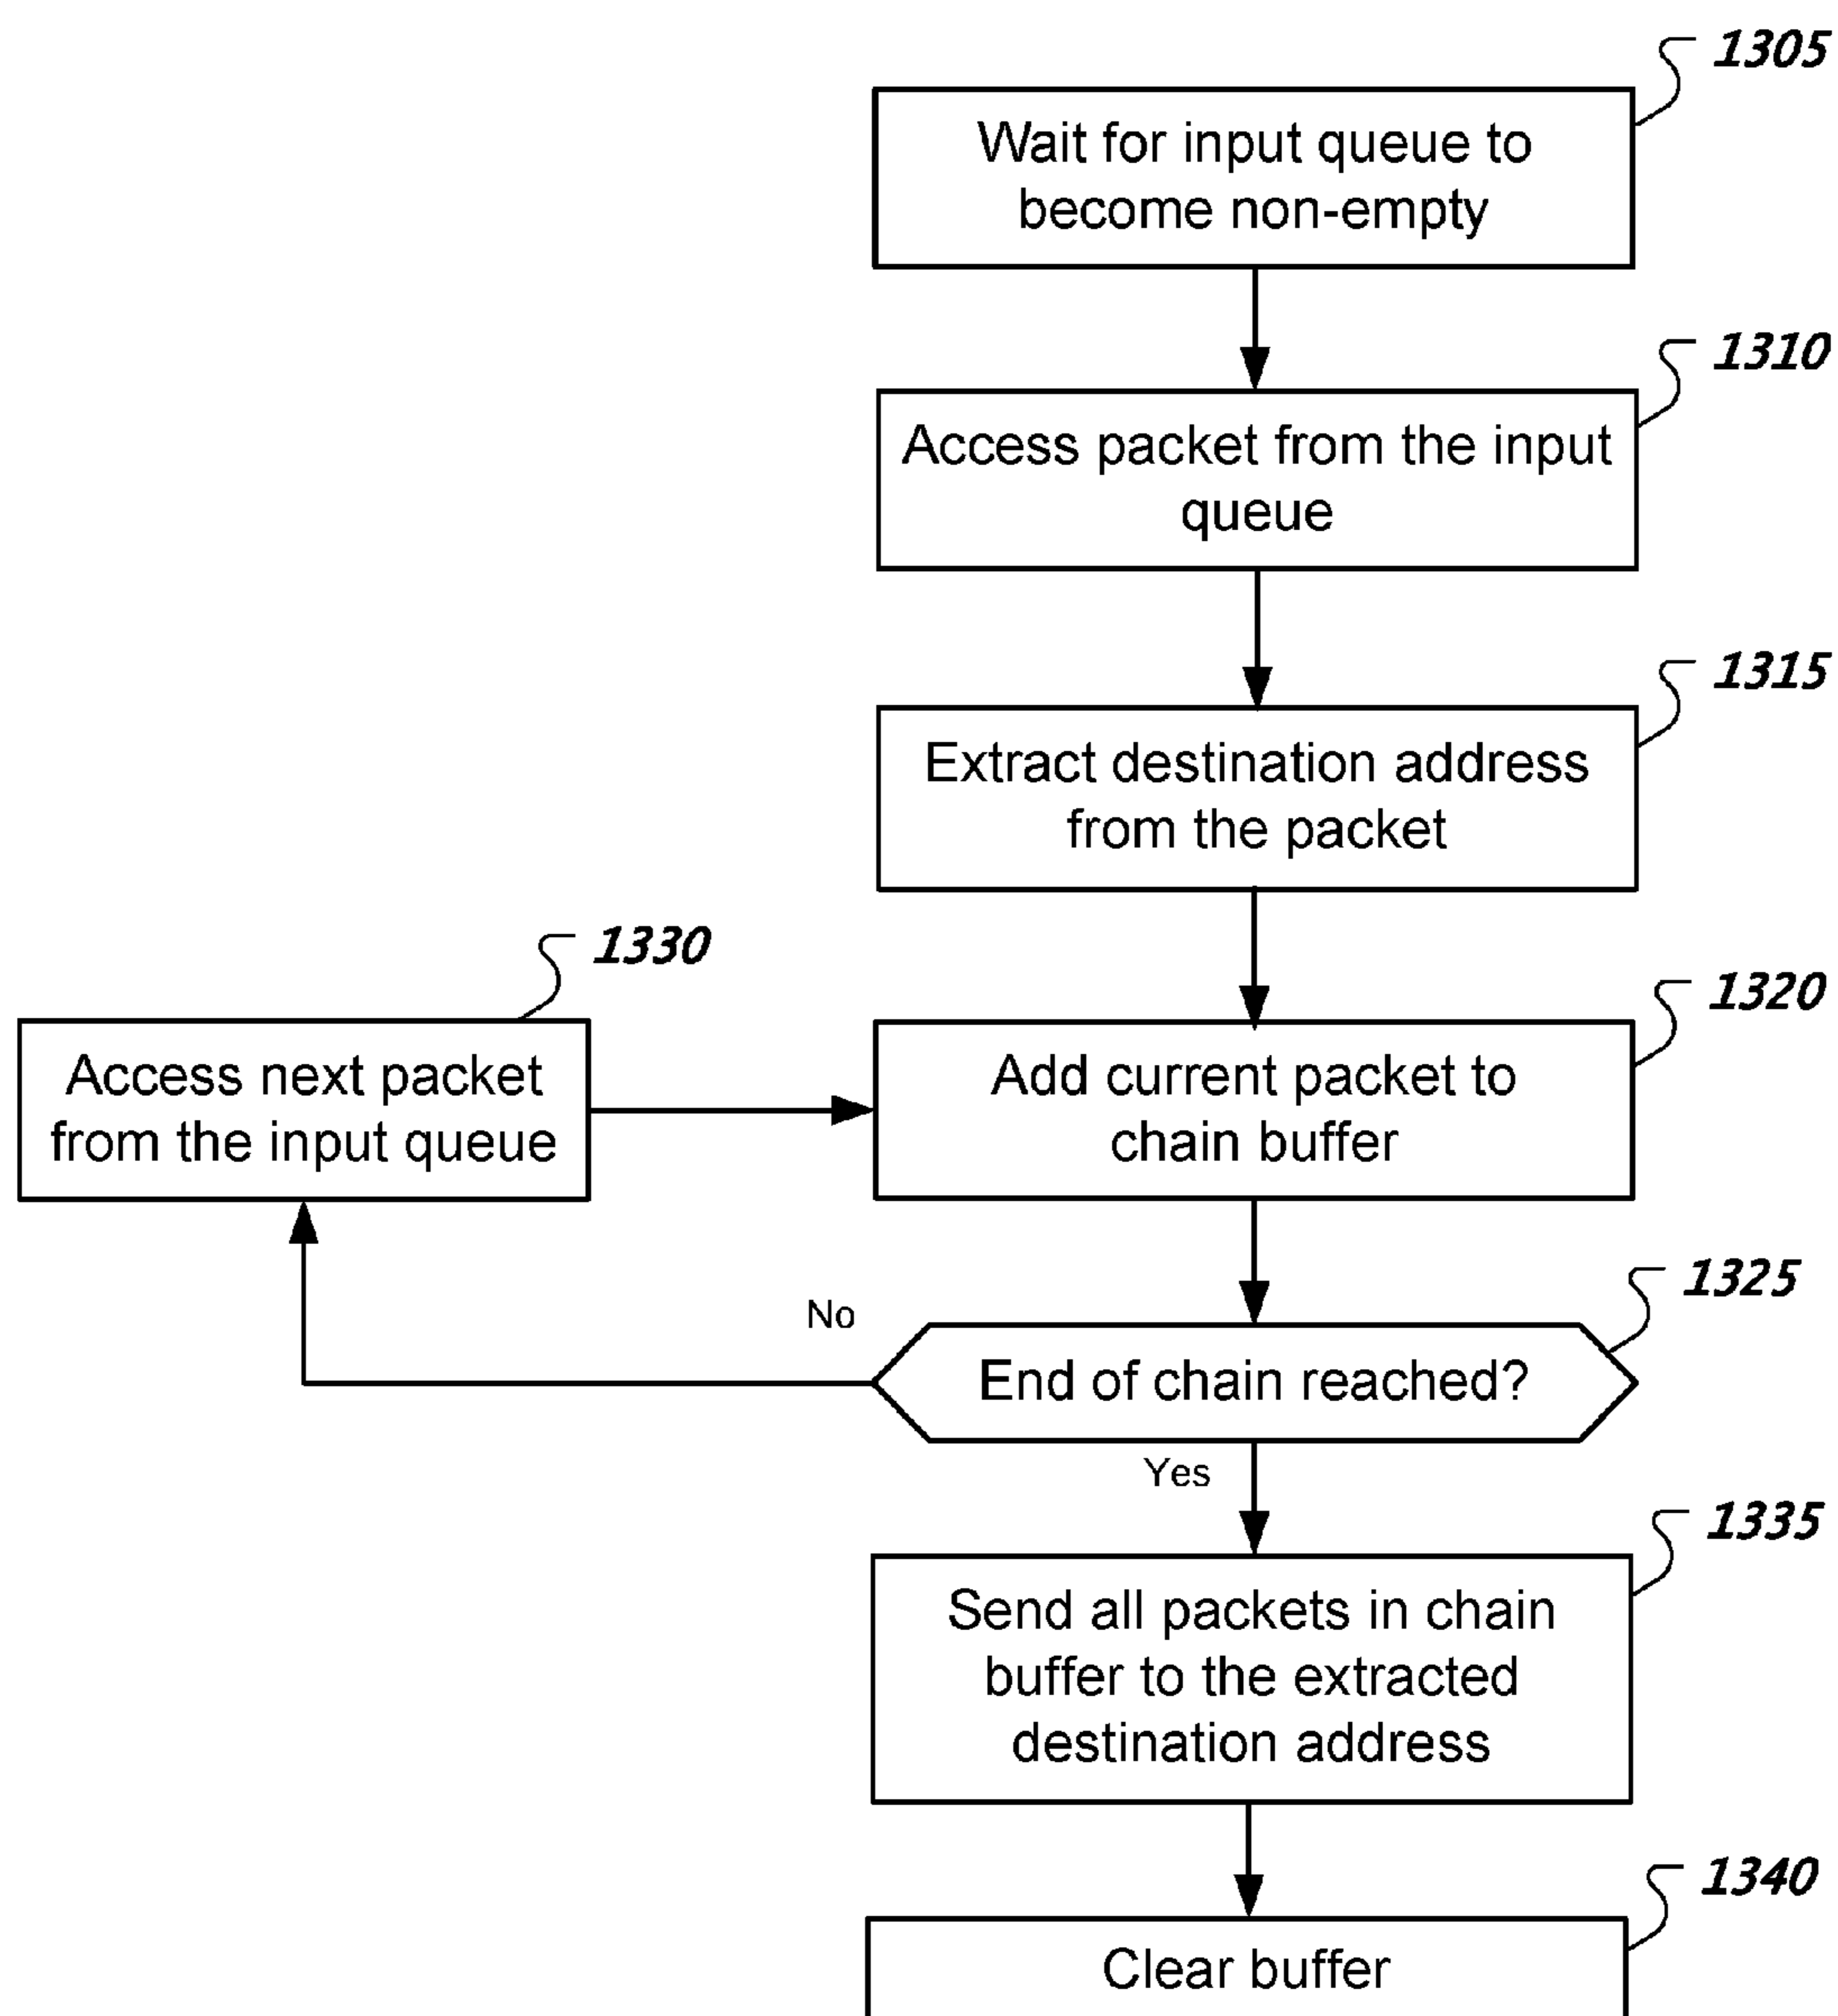 1305
Wait for input queue to
become non-empty
1310
Access packet from the input
queue
1315
Extract destination address
from the packet
1330
Access next packet
from the input queue
1320
Add current packet to
chain buffer
1325
No
End of chain reached?
Yes
1335
Send all packets in chain
buffer to the extracted
destination address
1340
Clear buffer